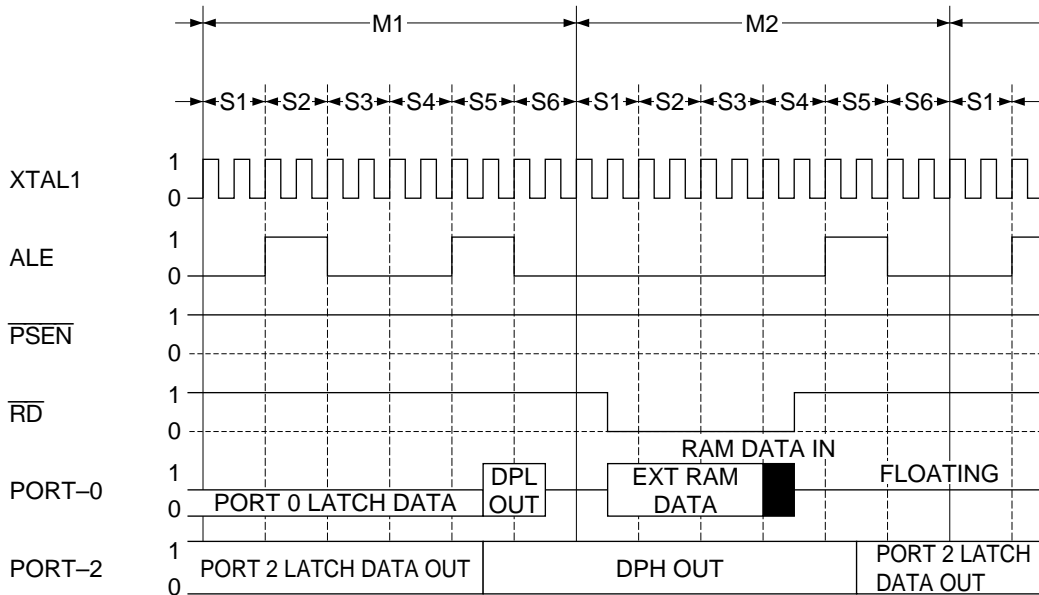 M1 M2
S1 S2 S3 S4 S5 S6 S1 S2 S3 S4 S5 S6 S1
XTAL1 1
0
ALE 1
0
PSEN 1
0
RD 1
0
RAM DATA IN
PORT–0 1
0
PORT 0 LATCH DATA
DPL
OUT
EXT RAM
DATA
FLOATING
PORT–2 1
0
PORT 2 LATCH DATA OUT
DPH OUT
PORT 2 LATCH
DATA OUT